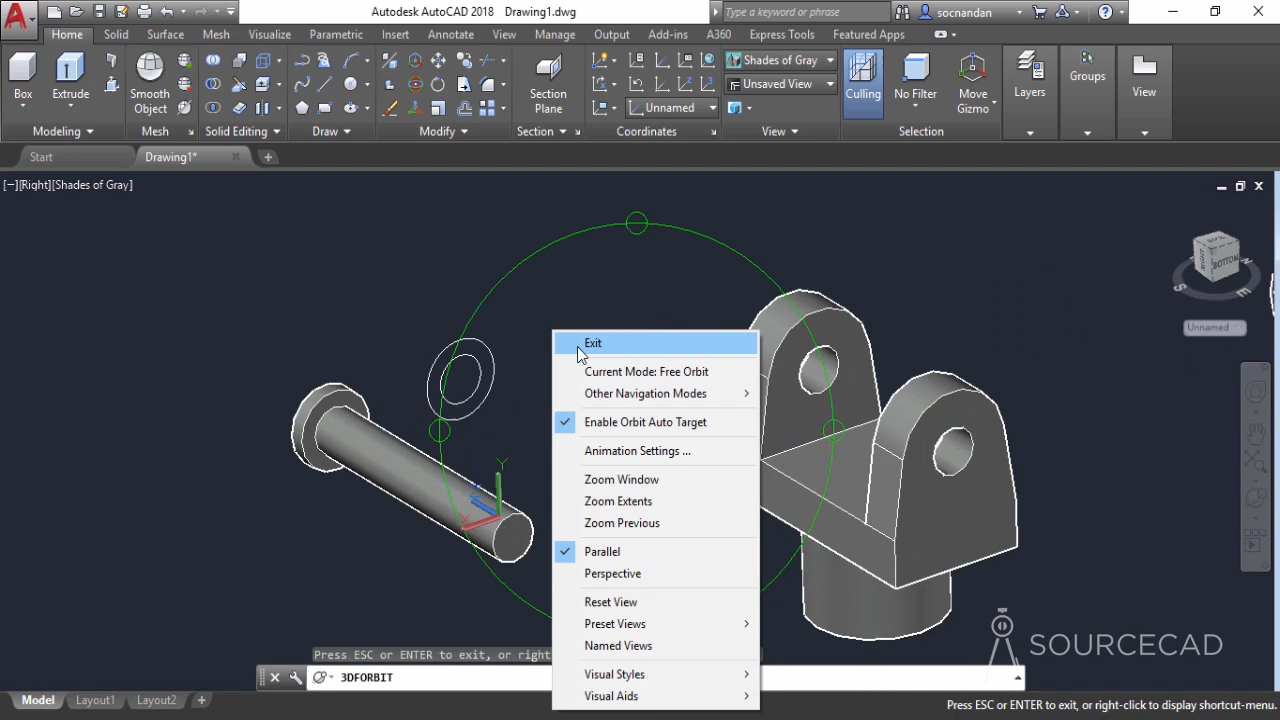 Autodesk AutoCAD 2018 Drawing1.dwg
Type a keyword or phrase
socnandan
Home Solid Surface Mesh Visualize Parametric Insert Annotate View Manage Output Add-ins A360 Express Tools Featured Apps
Box
Extrude
Smooth
Object
Section
Plane
Shades of Gray
Unsaved View
Unnamed
Culling
No Filter
Move
Gizmo
Layers
Groups
View
Modeling Mesh Solid Editing Draw Modify Section Coordinates View Selection
Start Drawing1*
[−][Right][Shades of Gray]
BOTTOM
S
E
Unnamed
Y
X
Exit
Current Mode: Free Orbit
Other Navigation Modes
Enable Orbit Auto Target
Animation Settings ...
Zoom Window
Zoom Extents
Zoom Previous
Parallel
Perspective
Reset View
Preset Views
Named Views
Visual Styles
Visual Aids
SOURCECAD
Press ESC or ENTER to exit, or right
3DFORBIT
Model Layout1 Layout2
Press ESC or ENTER to exit, or right-click to display shortcut-menu.